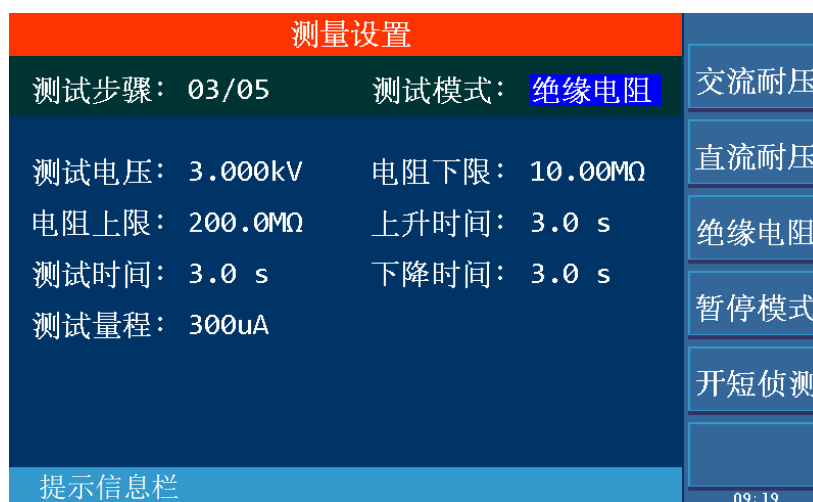 测量设置
测试步骤: 03/05 测试模式: 绝缘电阻
测试电压: 3.000kV 电阻下限: 10.00MΩ
电阻上限: 200.0MΩ 上升时间: 3.0 s
测试时间: 3.0 s 下降时间: 3.0 s
测试量程: 300uA
提示信息栏
交流耐压
直流耐压
绝缘电阻
暂停模式
开短侦测
09:19